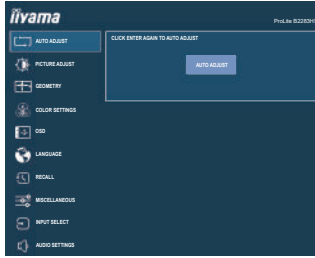 iiyama
ProLite B2283H
AUTO ADJUST
CLICK ENTER AGAIN TO AUTO ADJUST
AUTO ADJUST
PICTURE ADJUST
GEOMETRY
COLOR SETTINGS
OSD
LANGUAGE
RECALL
MISCELLANEOUS
INPUT SELECT
AUDIO SETTINGS